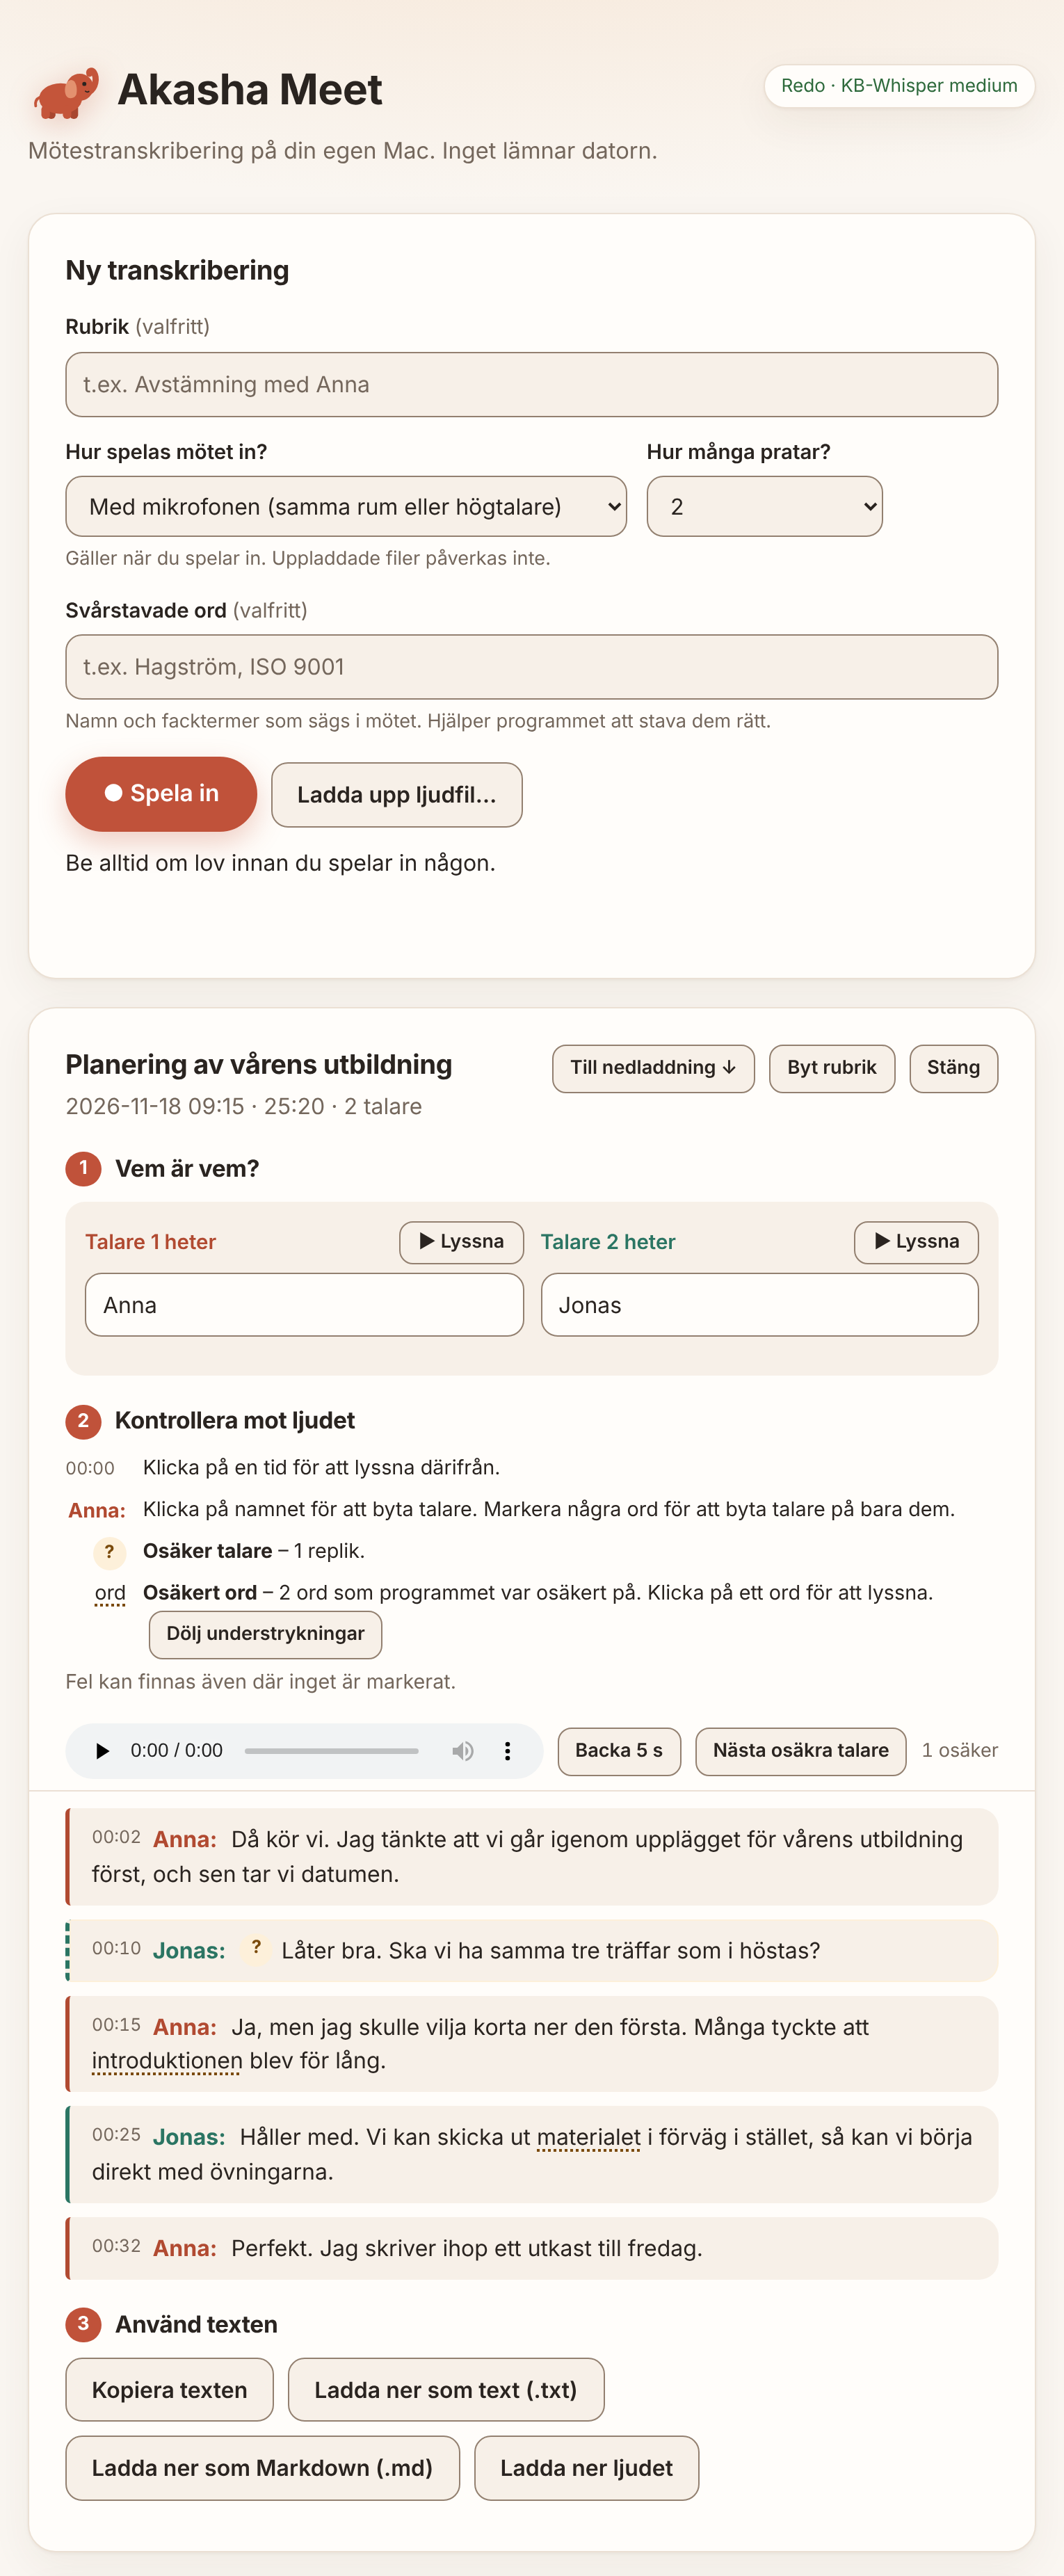 Akasha Meet
Redo · KB-Whisper medium
Mötestranskribering på din egen Mac. Inget lämnar datorn.
Ny transkribering
Rubrik (valfritt)
t.ex. Avstämning med Anna
Hur spelas mötet in?
Hur många pratar?
Med mikrofonen (samma rum eller högtalare)
2
Gäller när du spelar in. Uppladdade filer påverkas inte.
Svårstavade ord (valfritt)
t.ex. Hagström, ISO 9001
Namn och facktermer som sägs i mötet. Hjälper programmet att stava dem rätt.
Spela in
Ladda upp ljudfil...
Be alltid om lov innan du spelar in någon.
Planering av vårens utbildning
Till nedladdning ↓
Byt rubrik
Stäng
2026-11-18 09:15 · 25:20 · 2 talare
1 Vem är vem?
Talare 1 heter
▶ Lyssna
Talare 2 heter
▶ Lyssna
Anna
Jonas
2 Kontrollera mot ljudet
00:00 Klicka på en tid för att lyssna därifrån.
Anna: Klicka på namnet för att byta talare. Markera några ord för att byta talare på bara dem.
? Osäker talare – 1 replik.
ord Osäkert ord – 2 ord som programmet var osäkert på. Klicka på ett ord för att lyssna.
Dölj understrykningar
Fel kan finnas även där inget är markerat.
0:00 / 0:00
Backa 5 s
Nästa osäkra talare
1 osäker
00:02 Anna: Då kör vi. Jag tänkte att vi går igenom upplägget för vårens utbildning
först, och sen tar vi datumen.
00:10 Jonas: ? Låter bra. Ska vi ha samma tre träffar som i höstas?
00:15 Anna: Ja, men jag skulle vilja korta ner den första. Många tyckte att
introduktionen blev för lång.
00:25 Jonas: Håller med. Vi kan skicka ut materialet i förväg i stället, så kan vi börja
direkt med övningarna.
00:32 Anna: Perfekt. Jag skriver ihop ett utkast till fredag.
3 Använd texten
Kopiera texten
Ladda ner som text (.txt)
Ladda ner som Markdown (.md)
Ladda ner ljudet